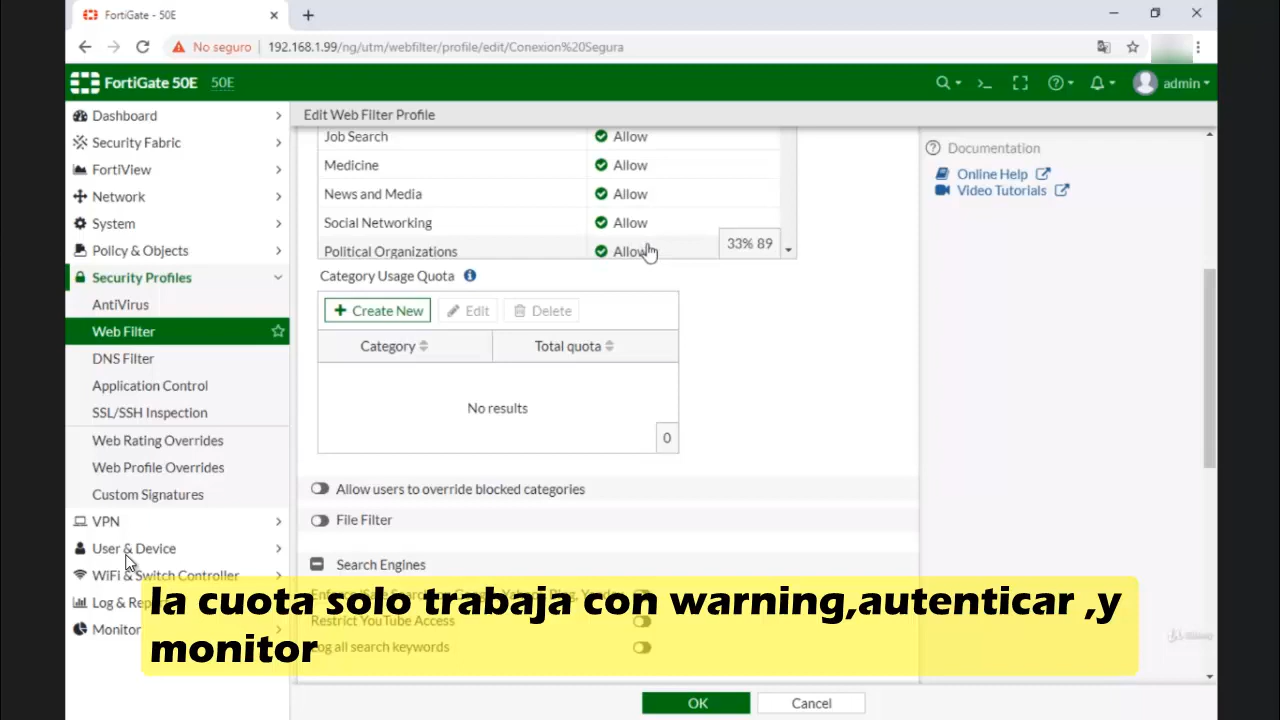 FortiGate - 50E
No seguro
192.168.1.99/ng/utm/webfilter/profile/edit/Conexion%20Segura
FortiGate 50E 50E
admin
Dashboard
Security Fabric
FortiView
Network
System
Policy & Objects
Security Profiles
AntiVirus
Web Filter
DNS Filter
Application Control
SSL/SSH Inspection
Web Rating Overrides
Web Profile Overrides
Custom Signatures
VPN
User & Device
WiFi & Switch Controller
Log & Rep
Monitor
Edit Web Filter Profile
Job Search Allow
Medicine Allow
News and Media Allow
Social Networking Allow
Political Organizations Allow
33% 89
Category Usage Quota
Create New Edit Delete
Category Total quota
No results
0
Allow users to override blocked categories
File Filter
Search Engines
Restrict YouTube Access
Log all search keywords
OK Cancel
Documentation
Online Help
Video Tutorials
la cuota solo trabaja con warning,autenticar ,y
monitor